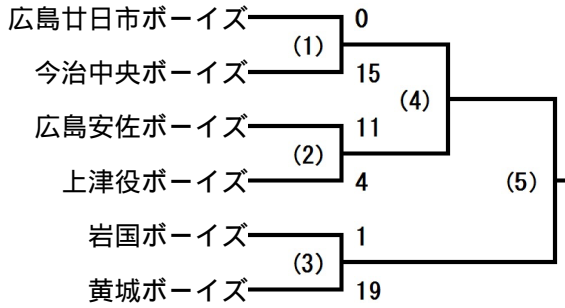 広島廿日市ボーイズ 0
(1)
今治中央ボーイズ 15
(4)
広島安佐ボーイズ 11
(2)
上津役ボーイズ 4
(5)
岩国ボーイズ 1
(3)
黄城ボーイズ 19